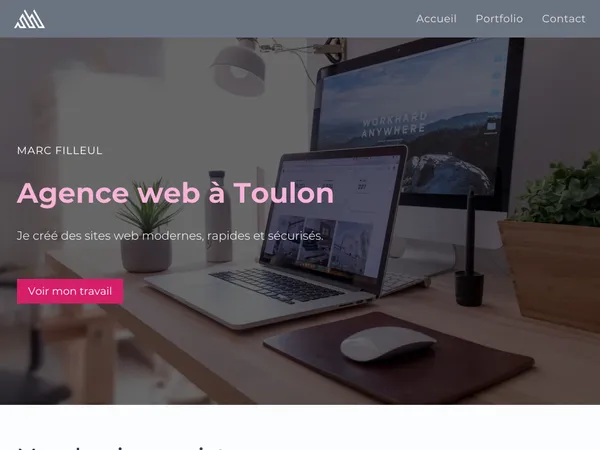 Accueil Portfolio Contact
WORKHARD
ANYWHERE
MARC FILLEUL
Agence web à Toulon
Je créé des sites web modernes, rapides et sécurisés.
Voir mon travail